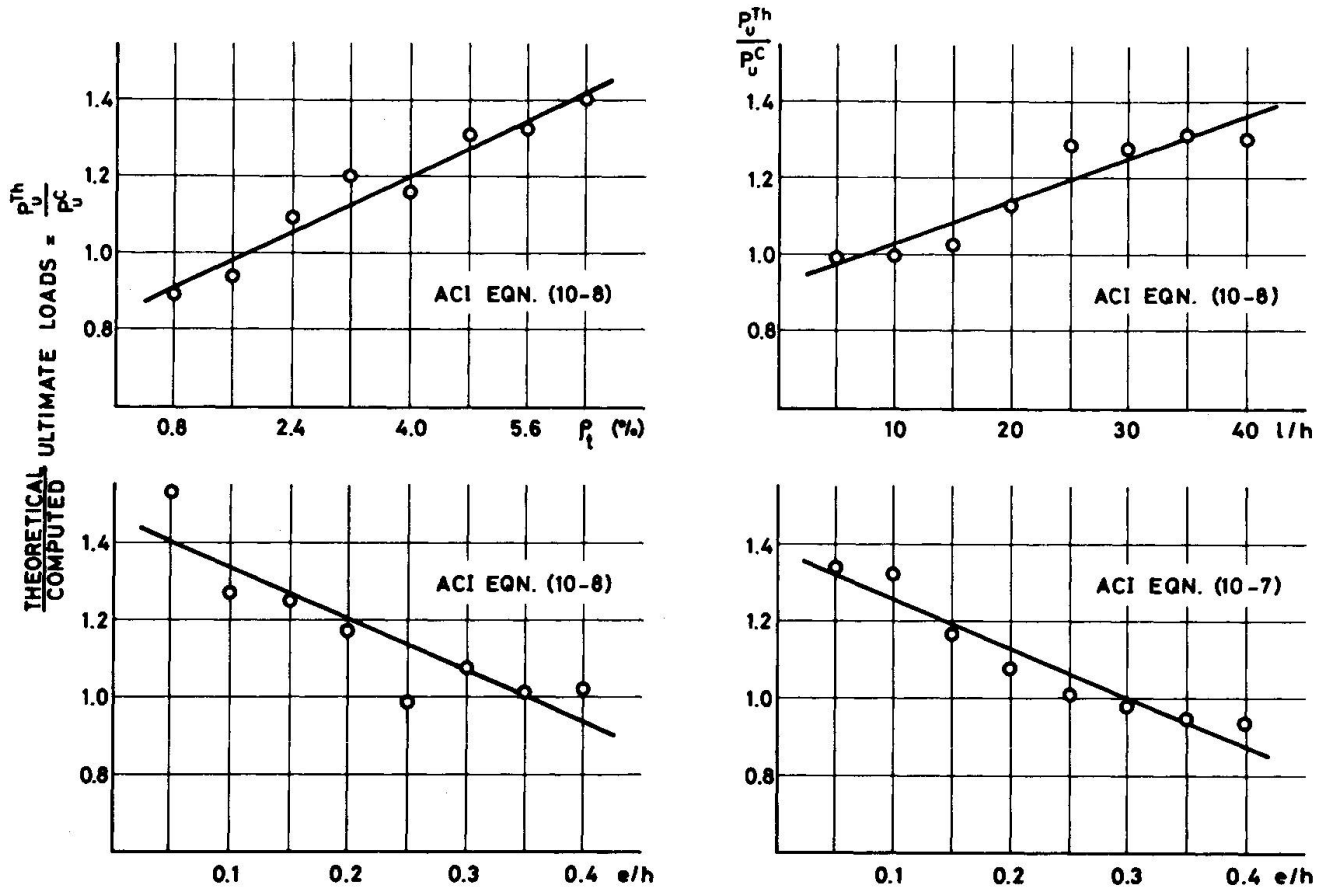 THEORETICAL / COMPUTED ULTIMATE LOADS = P_u^Th / P_u^C
1.4
1.2
1.0
0.8
ACI EQN. (10-8)
0.8 2.4 4.0 5.6 ρ_t (%)
P_u^Th / P_u^C
1.4
1.2
1.0
0.8
ACI EQN. (10-8)
10 20 30 40 l/h
1.4
1.2
1.0
0.8
ACI EQN. (10-8)
0.1 0.2 0.3 0.4 e/h
1.4
1.2
1.0
0.8
ACI EQN. (10-7)
0.1 0.2 0.3 0.4 e/h